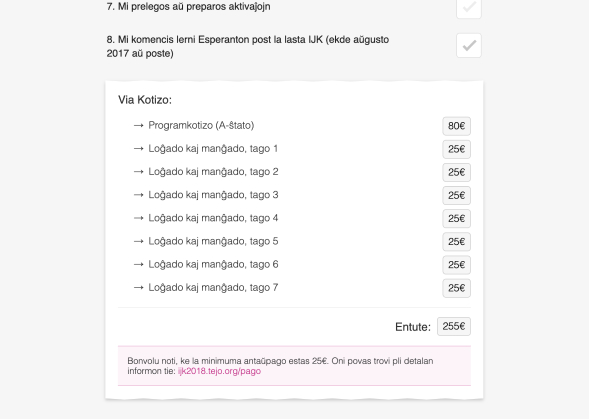 7. Mi prelegos aŭ preparos aktivaĵojn
8. Mi komencis lerni Esperanton post la lasta IJK (ekde aŭgusto
2017 aŭ poste)
Via Kotizo:
→ Programkotizo (A-ŝtato) 80€
→ Loĝado kaj manĝado, tago 1 25€
→ Loĝado kaj manĝado, tago 2 25€
→ Loĝado kaj manĝado, tago 3 25€
→ Loĝado kaj manĝado, tago 4 25€
→ Loĝado kaj manĝado, tago 5 25€
→ Loĝado kaj manĝado, tago 6 25€
→ Loĝado kaj manĝado, tago 7 25€
Entute: 255€
Bonvolu noti, ke la minimuma antaŭpago estas 25€. Oni povas trovi pli detalan
informon tie: ijk2018.tejo.org/pago